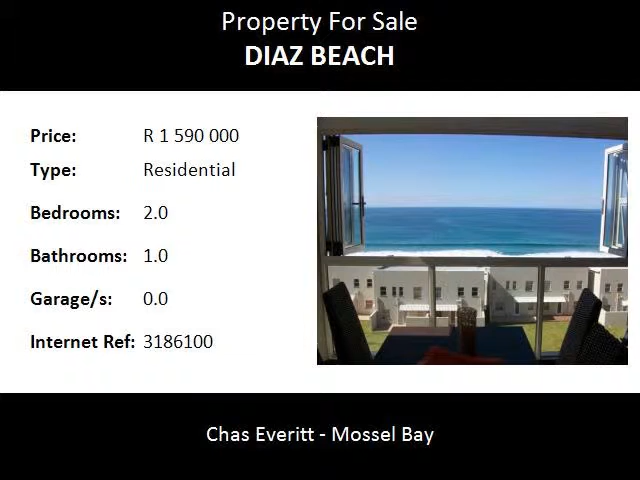 Property For Sale
DIAZ BEACH
Price: R 1 590 000
Type: Residential
Bedrooms: 2.0
Bathrooms: 1.0
Garage/s: 0.0
Internet Ref: 3186100
Chas Everitt - Mossel Bay